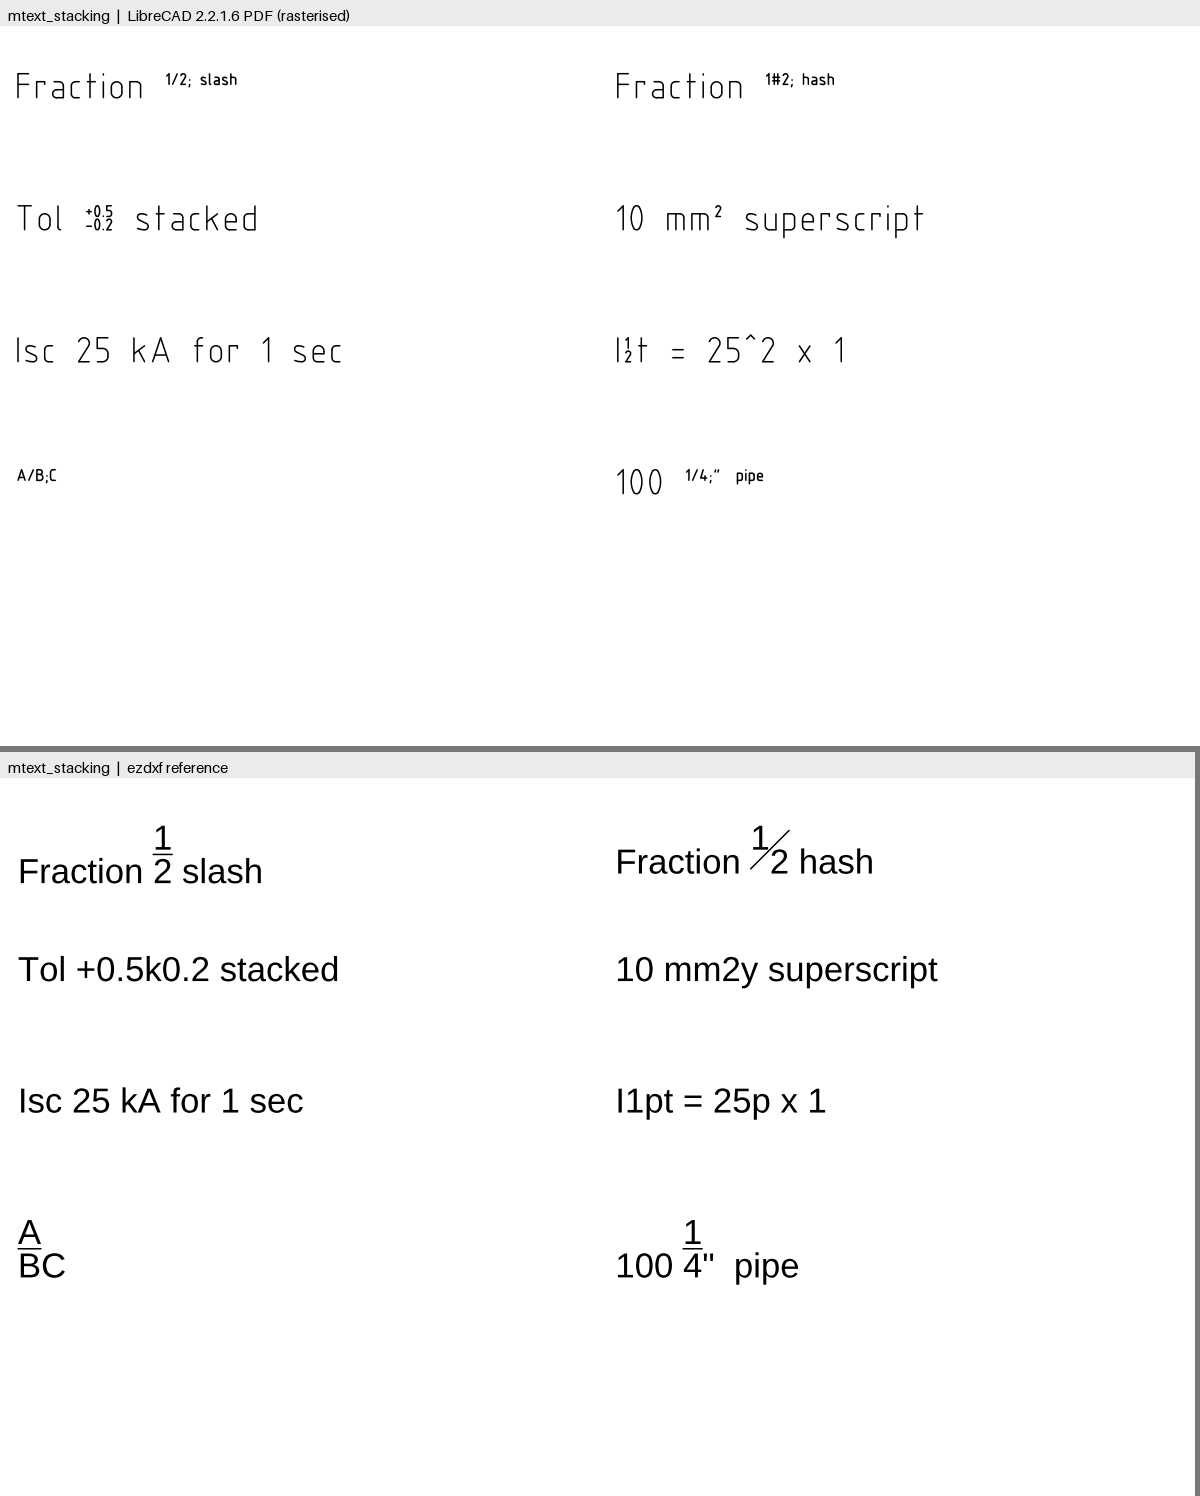 mtext_stacking | LibreCAD 2.2.1.6 PDF (rasterised)
Fraction 1/2; slash
Fraction 1#2; hash
Tol +0.5
-0.2 stacked
10 mm² superscript
Isc 25 kA for 1 sec
I1
2t = 25^2 x 1
A/B;C
100 1/4;" pipe
mtext_stacking | ezdxf reference
Fraction 1
2 slash
Fraction 1/2 hash
Tol +0.5k0.2 stacked
10 mm2y superscript
Isc 25 kA for 1 sec
I1pt = 25p x 1
A
BC
100 1
4" pipe